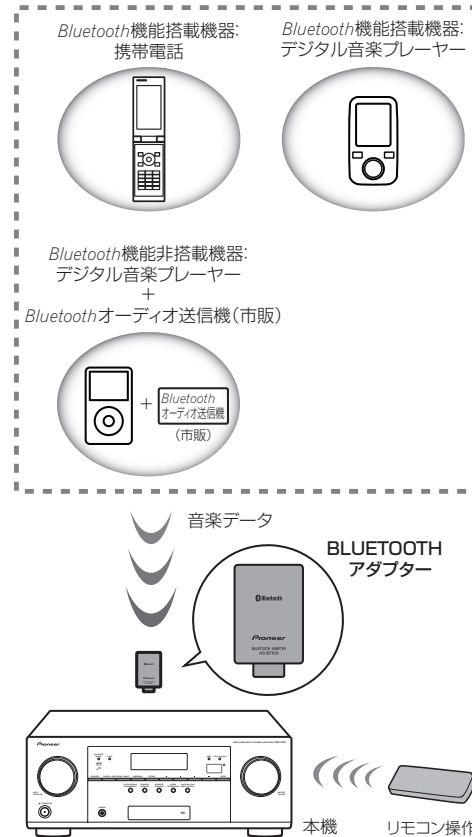 Bluetooth機能搭載機器:
携帯電話
Bluetooth機能搭載機器:
デジタル音楽プレーヤー
Bluetooth機能非搭載機器:
デジタル音楽プレーヤー
+
Bluetoothオーディオ送信機（市販）
+
Bluetooth
オーディオ送信機
（市販）
音楽データ
BLUETOOTH
アダプター
Bluetooth
Pioneer
BLUETOOTH ADAPTER
AS-BT100
Pioneer
本機
リモコン操作